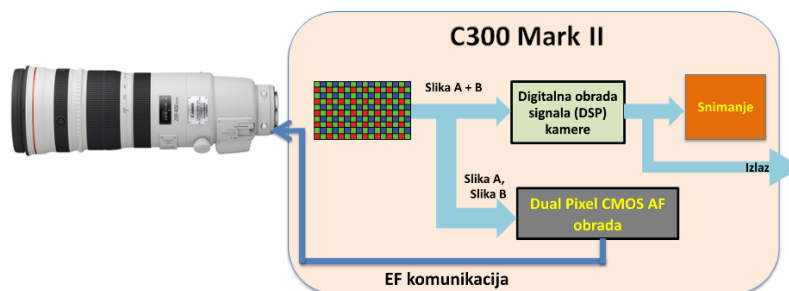 C300 Mark II
Slika A + B
Digitalna obrada
signala (DSP)
kamere
Snimanje
Izlaz
Slika A,
Slika B
Dual Pixel CMOS AF
obrada
EF komunikacija